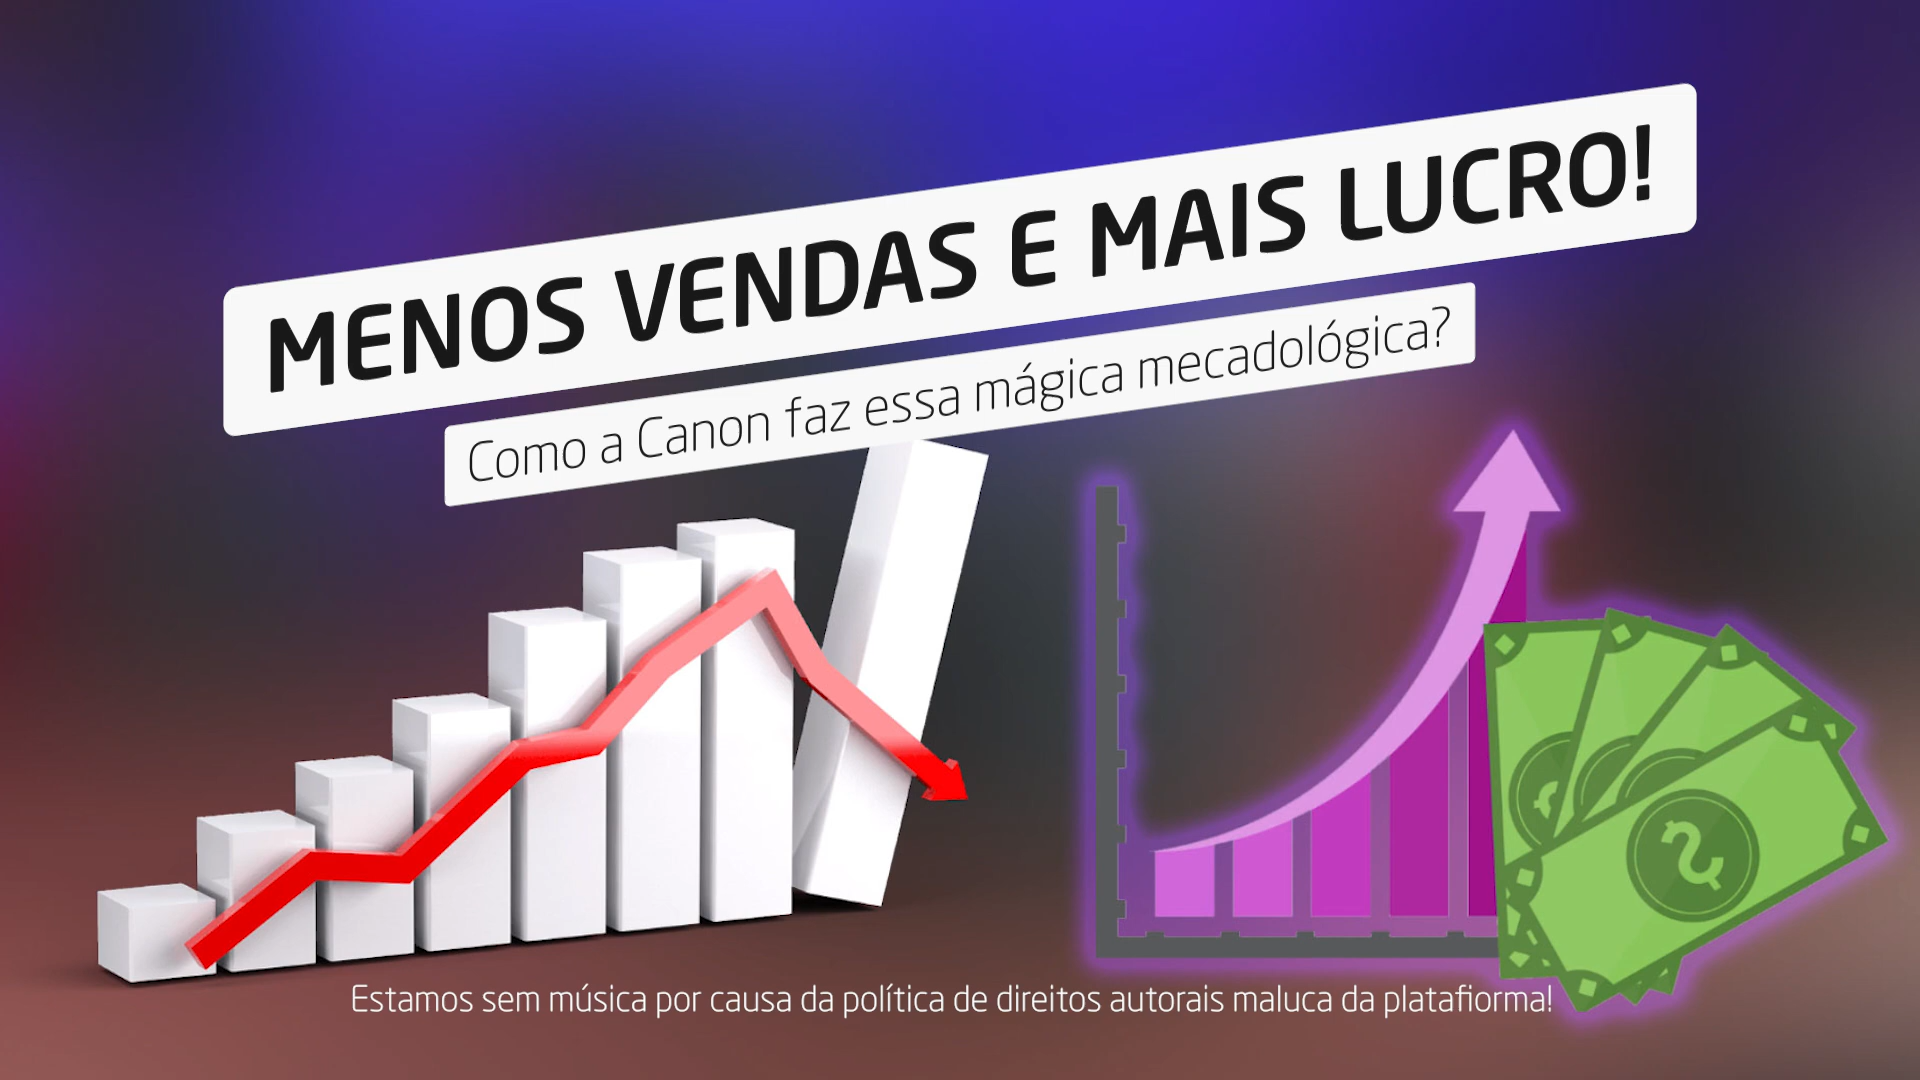 MENOS VENDAS E MAIS LUCRO!
Como a Canon faz essa mágica mecadológica?
Estamos sem música por causa da política de direitos autorais maluca da platafiorma!